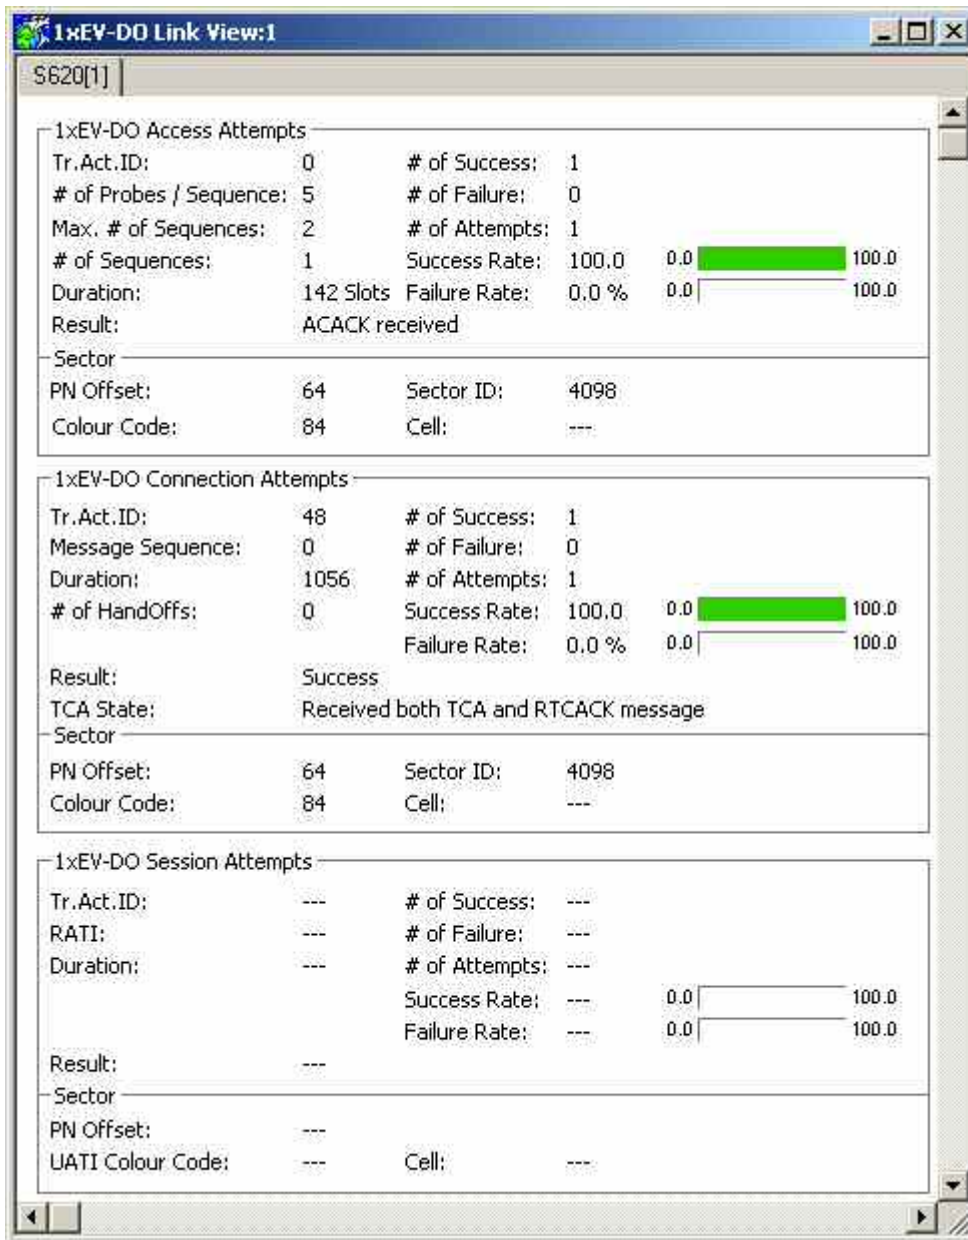 1xEV-DO Link View:1
S620[1]
1xEV-DO Access Attempts
Tr.Act.ID: 0 # of Success: 1
# of Probes / Sequence: 5 # of Failure: 0
Max. # of Sequences: 2 # of Attempts: 1
# of Sequences: 1 Success Rate: 100.0 0.0 100.0
Duration: 142 Slots Failure Rate: 0.0 % 0.0 100.0
Result: ACACK received
Sector
PN Offset: 64 Sector ID: 4098
Colour Code: 84 Cell: ---
1xEV-DO Connection Attempts
Tr.Act.ID: 48 # of Success: 1
Message Sequence: 0 # of Failure: 0
Duration: 1056 # of Attempts: 1
# of HandOffs: 0 Success Rate: 100.0 0.0 100.0
Failure Rate: 0.0 % 0.0 100.0
Result: Success
TCA State: Received both TCA and RTCACK message
Sector
PN Offset: 64 Sector ID: 4098
Colour Code: 84 Cell: ---
1xEV-DO Session Attempts
Tr.Act.ID: --- # of Success: ---
RATI: --- # of Failure: ---
Duration: --- # of Attempts: ---
Success Rate: --- 0.0 100.0
Failure Rate: --- 0.0 100.0
Result: ---
Sector
PN Offset: ---
UATI Colour Code: --- Cell: ---